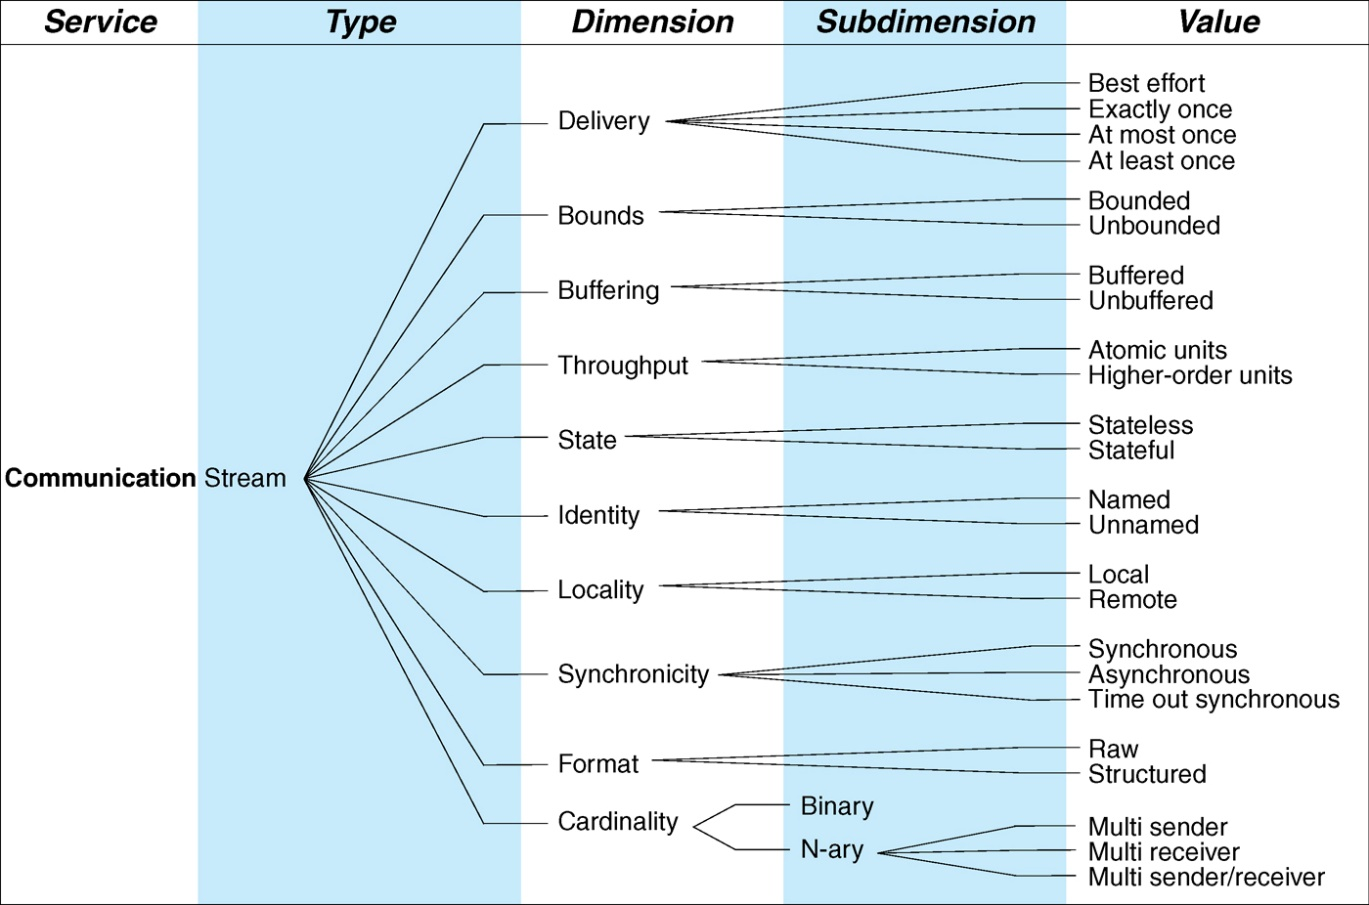 Service Type Dimension Subdimension Value
Best effort
Delivery
Exactly once
At most once
At least once
Bounded
Bounds
Unbounded
Buffered
Buffering
Unbuffered
Atomic units
Throughput
Higher-order units
Stateless
State
Stateful
Communication Stream
Named
Identity
Unnamed
Local
Locality
Remote
Synchronous
Synchronicity
Asynchronous
Time out synchronous
Raw
Format
Structured
Binary
Cardinality
Multi sender
N-ary
Multi receiver
Multi sender/receiver